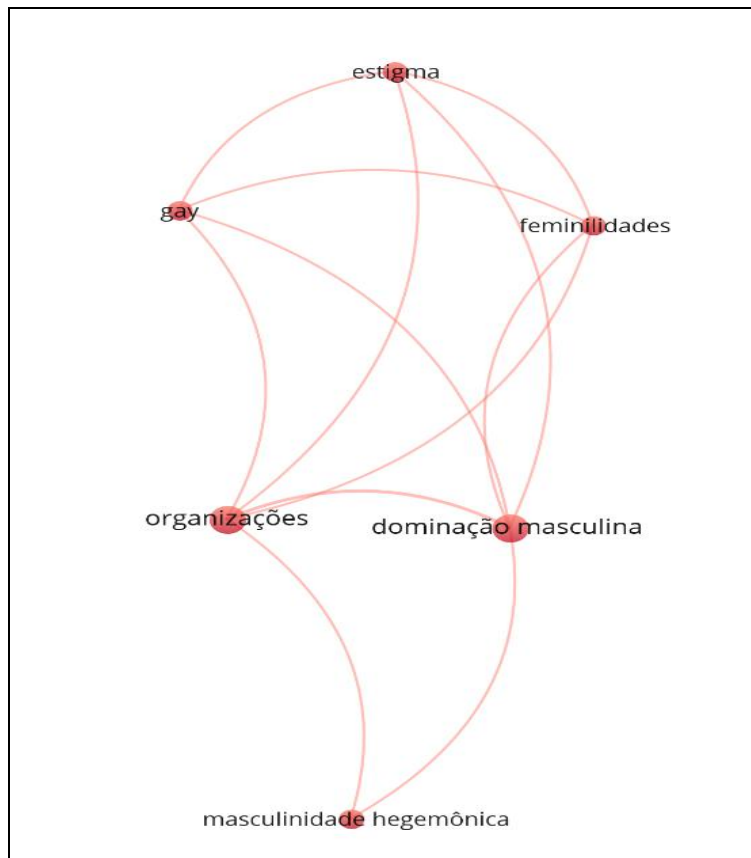 estigma
gay
feminilidades
organizações
dominação masculina
masculinidade hegemônica